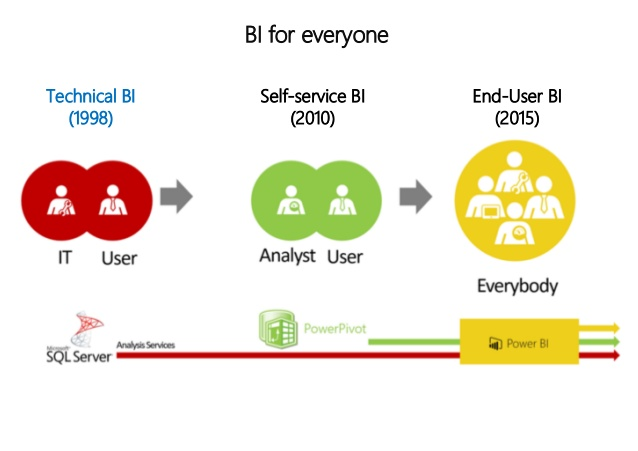 BI for everyone
Technical BI
(1998)
Self-service BI
(2010)
End-User BI
(2015)
IT
User
Analyst
User
Everybody
Microsoft
SQL Server
Analysis Services
PowerPivot
Power BI